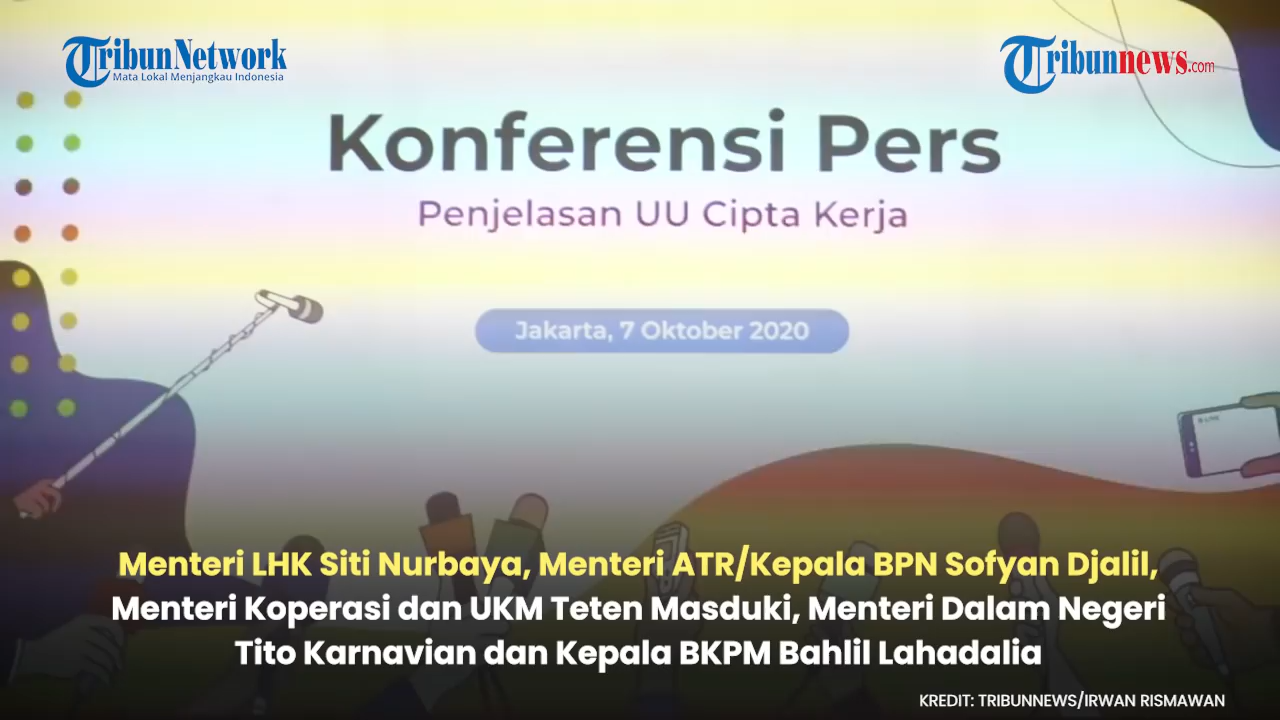 TribunNetwork
Mata Lokal Menjangkau Indonesia
Tribunnews.com
Konferensi Pers
Penjelasan UU Cipta Kerja
Jakarta, 7 Oktober 2020
Menteri LHK Siti Nurbaya, Menteri ATR/Kepala BPN Sofyan Djalil,
Menteri Koperasi dan UKM Teten Masduki, Menteri Dalam Negeri
Tito Karnavian dan Kepala BKPM Bahlil Lahadalia
KREDIT: TRIBUNNEWS/IRWAN RISMAWAN